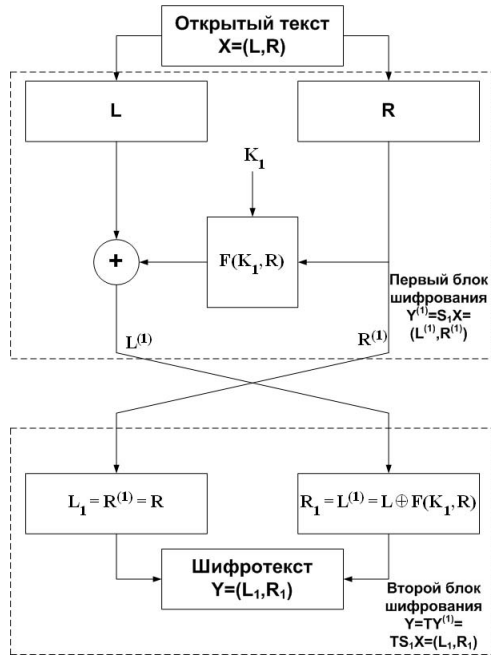 Открытый текст
X=(L,R)
L
R
K₁
+
F(K₁,R)
Первый блок
шифрования
Y⁽¹⁾=S₁X=
(L⁽¹⁾,R⁽¹⁾)
L⁽¹⁾
R⁽¹⁾
L₁ = R⁽¹⁾ = R
R₁ = L⁽¹⁾ = L ⊕ F(K₁,R)
Шифротекст
Y=(L₁,R₁)
Второй блок
шифрования
Y=TY⁽¹⁾=
TS₁X=(L₁,R₁)